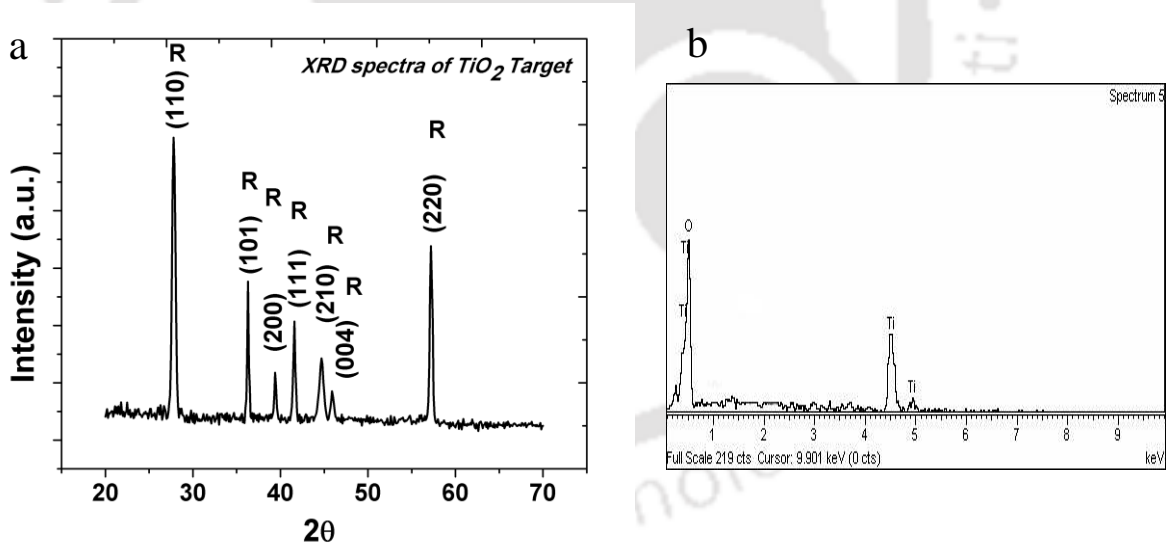 a
XRD spectra of TiO2 Target
R
(110)
R
(101)
R
(200)
R
(111)
R
(210)
R
(004)
R
(220)
Intensity (a.u.)
20 30 40 50 60 70
2θ
b
Spectrum 5
O
Ti
Ti
Ti
1 2 3 4 5 6 7 8 9
Full Scale 219 cts Cursor: 9.901 keV (0 cts)
keV
ti